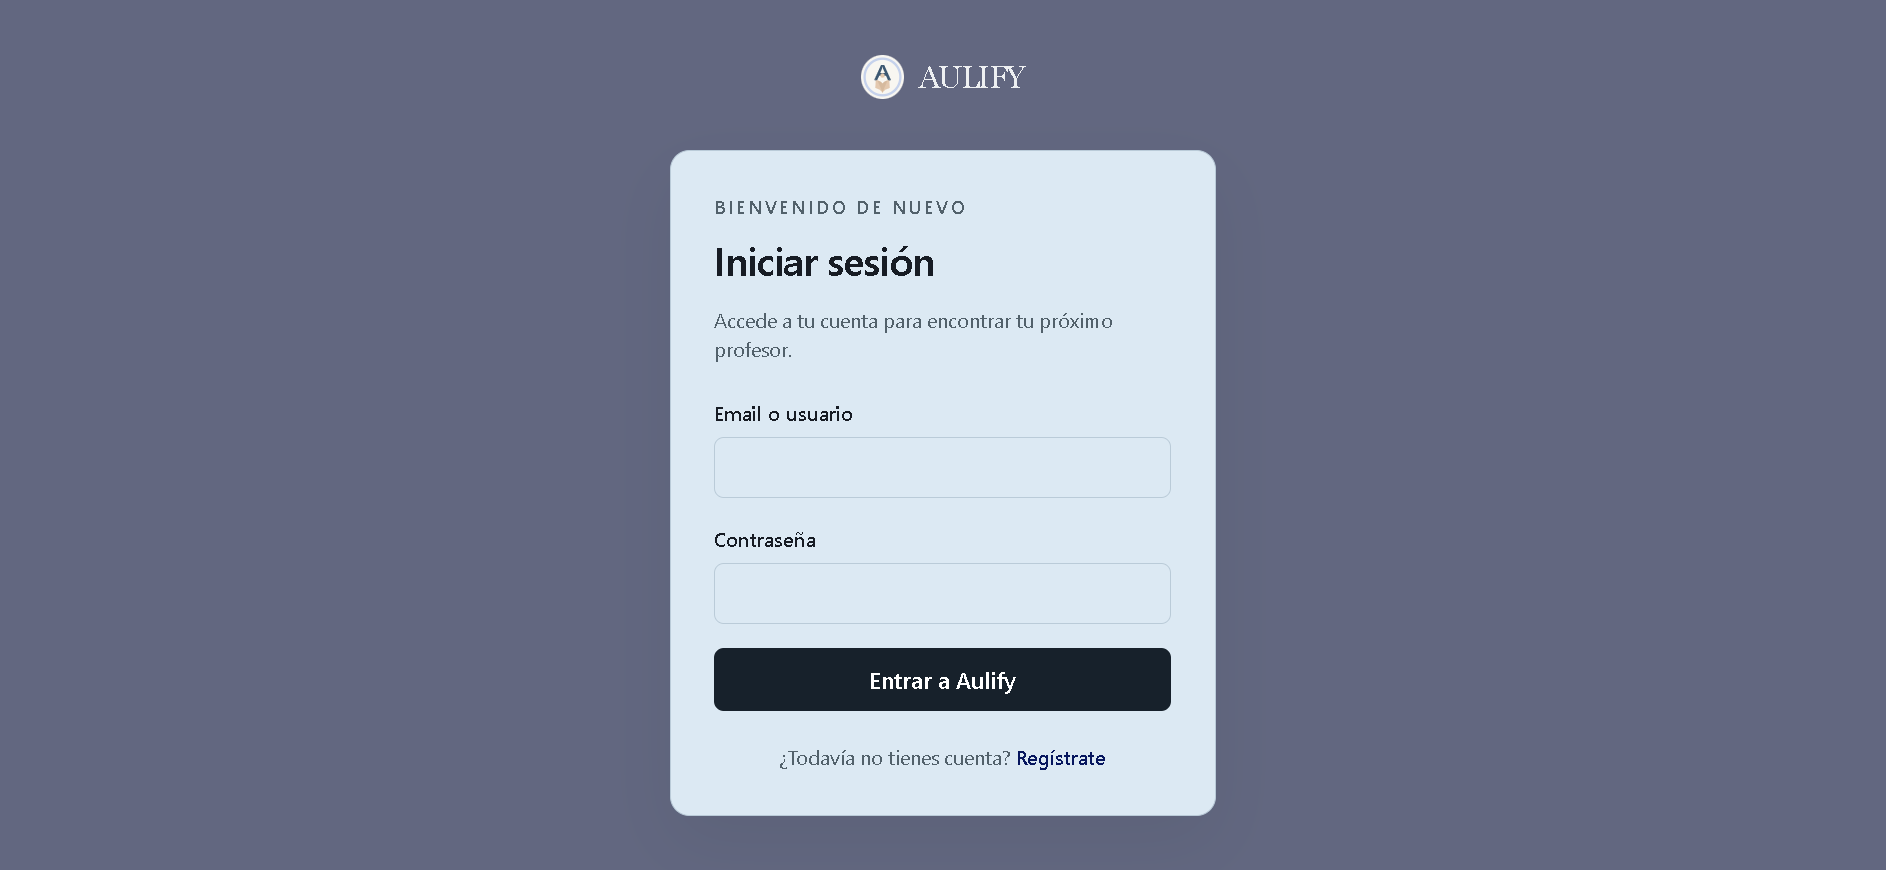 AULIFY
BIENVENIDO DE NUEVO
Iniciar sesión
Accede a tu cuenta para encontrar tu próximo
profesor.
Email o usuario
Contraseña
Entrar a Aulify
¿Todavía no tienes cuenta? Regístrate